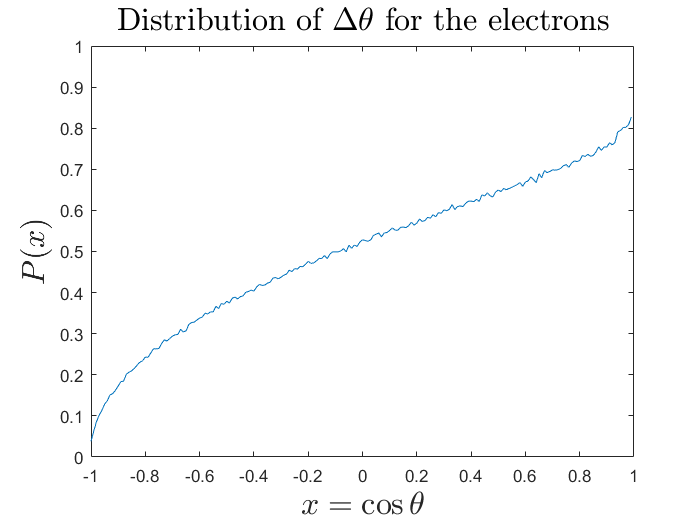 Distribution of Δθ for the electrons
1
0.9
0.8
0.7
0.6
0.5
0.4
0.3
0.2
0.1
0
P(x)
-1 -0.8 -0.6 -0.4 -0.2 0 0.2 0.4 0.6 0.8 1
x = cos θ